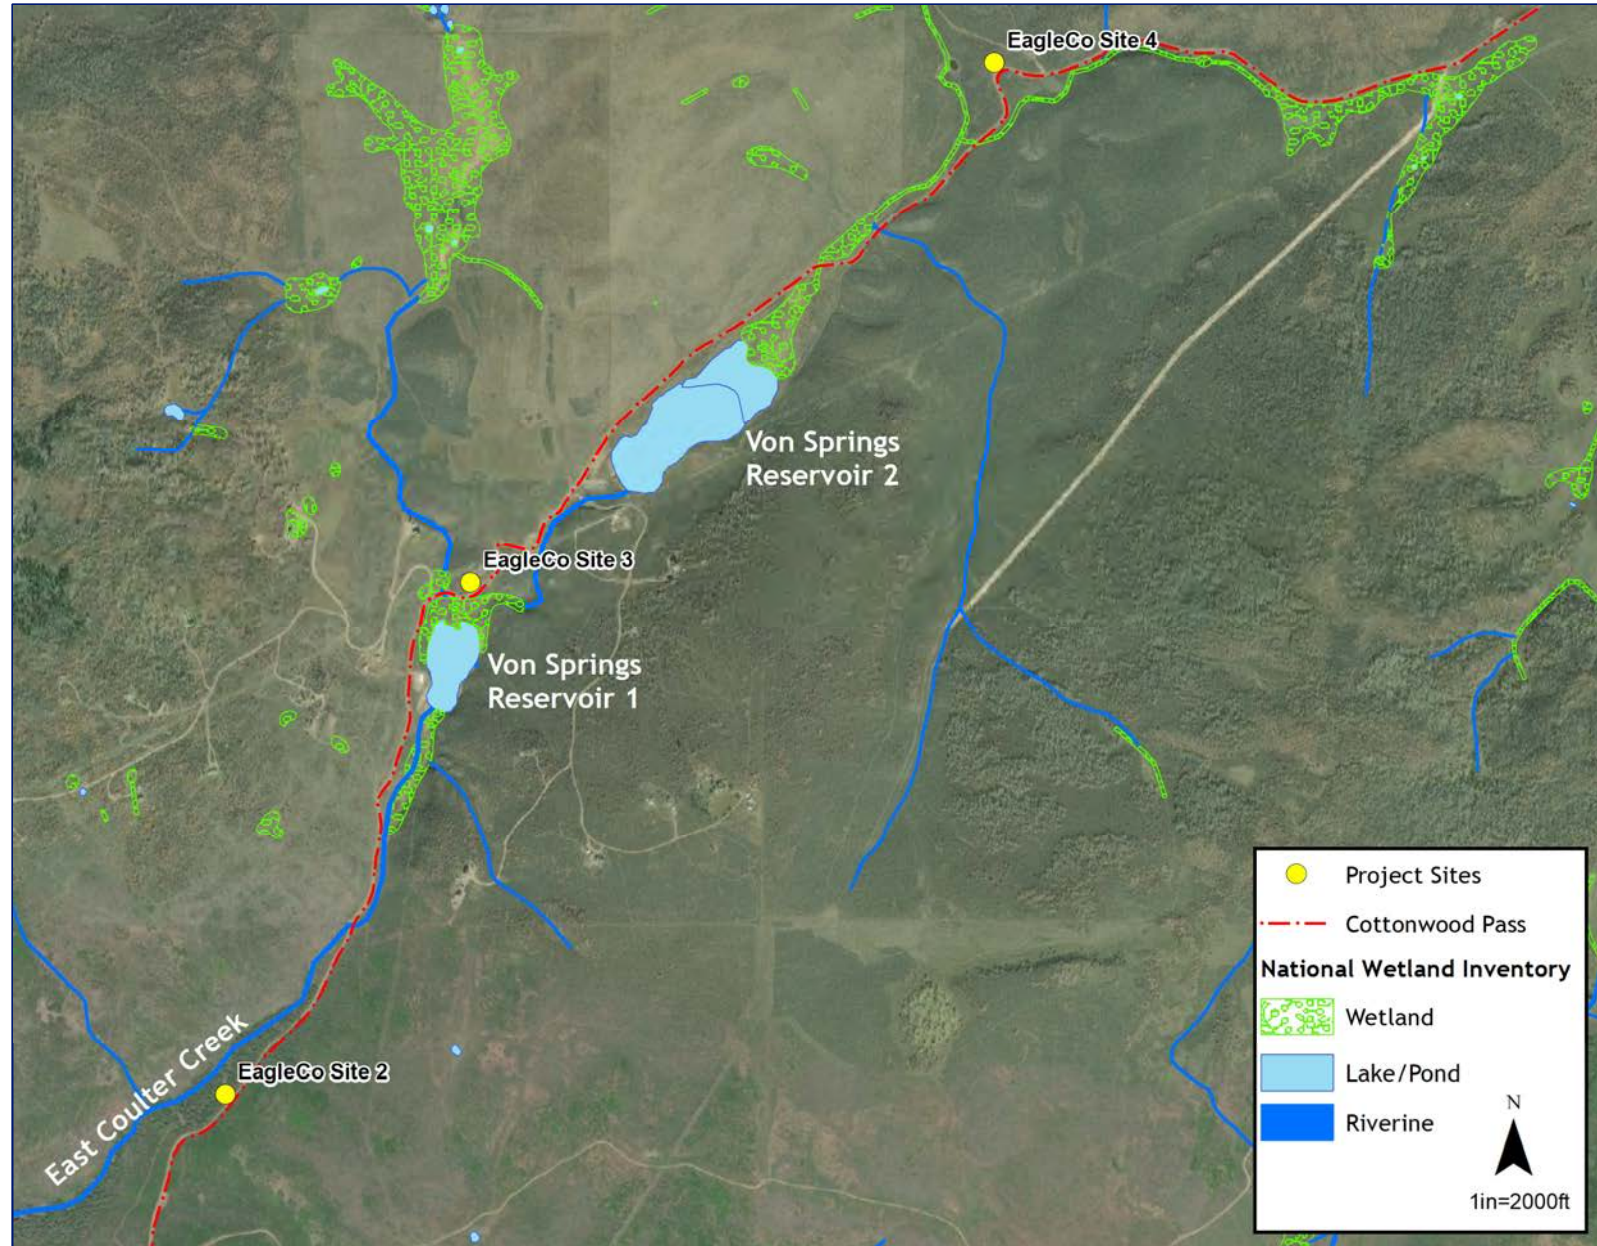 EagleCo Site 4
Von Springs
Reservoir 2
EagleCo Site 3
Von Springs
Reservoir 1
EagleCo Site 2
East Coulter Creek
Project Sites
Cottonwood Pass
National Wetland Inventory
Wetland
Lake/Pond
Riverine
N
1in=2000ft